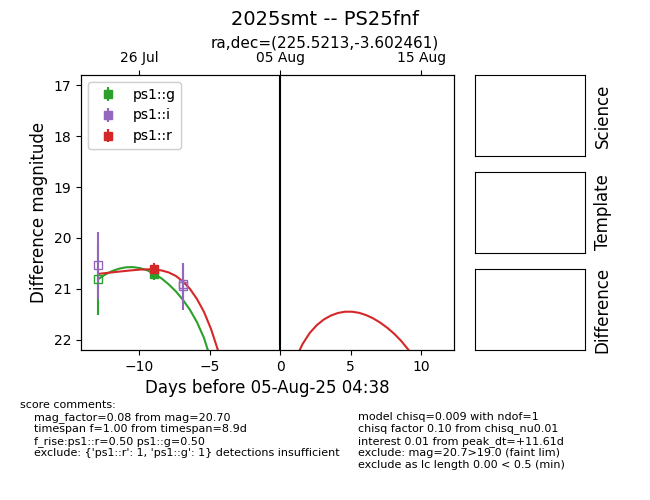 2025smt -- PS25fnf
ra,dec=(225.5213,-3.602461)
26 Jul 05 Aug 15 Aug
ps1::g
ps1::i
ps1::r
17
18
19
20
21
22
Difference magnitude
−10 −5 0 5 10
Days before 05-Aug-25 04:38
Science
Template
Difference
score comments:
mag_factor=0.08 from mag=20.70
timespan f=1.00 from timespan=8.9d
f_rise:ps1::r=0.50 ps1::g=0.50
exclude: {'ps1::r': 1, 'ps1::g': 1} detections insufficient
model chisq=0.009 with ndof=1
chisq factor 0.10 from chisq_nu0.01
interest 0.01 from peak_dt=+11.61d
exclude: mag=20.7>19.0 (faint lim)
exclude as lc length 0.00 < 0.5 (min)